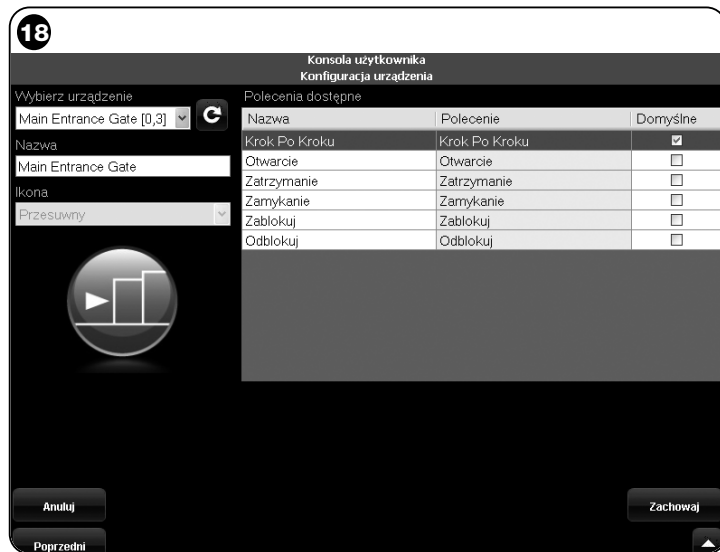 18
Konsola użytkownika
Konfiguracja urządzenia
Wybierz urządzenie
Main Entrance Gate [0,3]
Nazwa
Main Entrance Gate
Ikona
Przesuwny
Polecenia dostępne
Nazwa Polecenie Domyślne
Krok Po Kroku Krok Po Kroku
Otwarcie Otwarcie
Zatrzymanie Zatrzymanie
Zamykanie Zamykanie
Zablokuj Zablokuj
Odblokuj Odblokuj
Anuluj
Zachowaj
Poprzedni